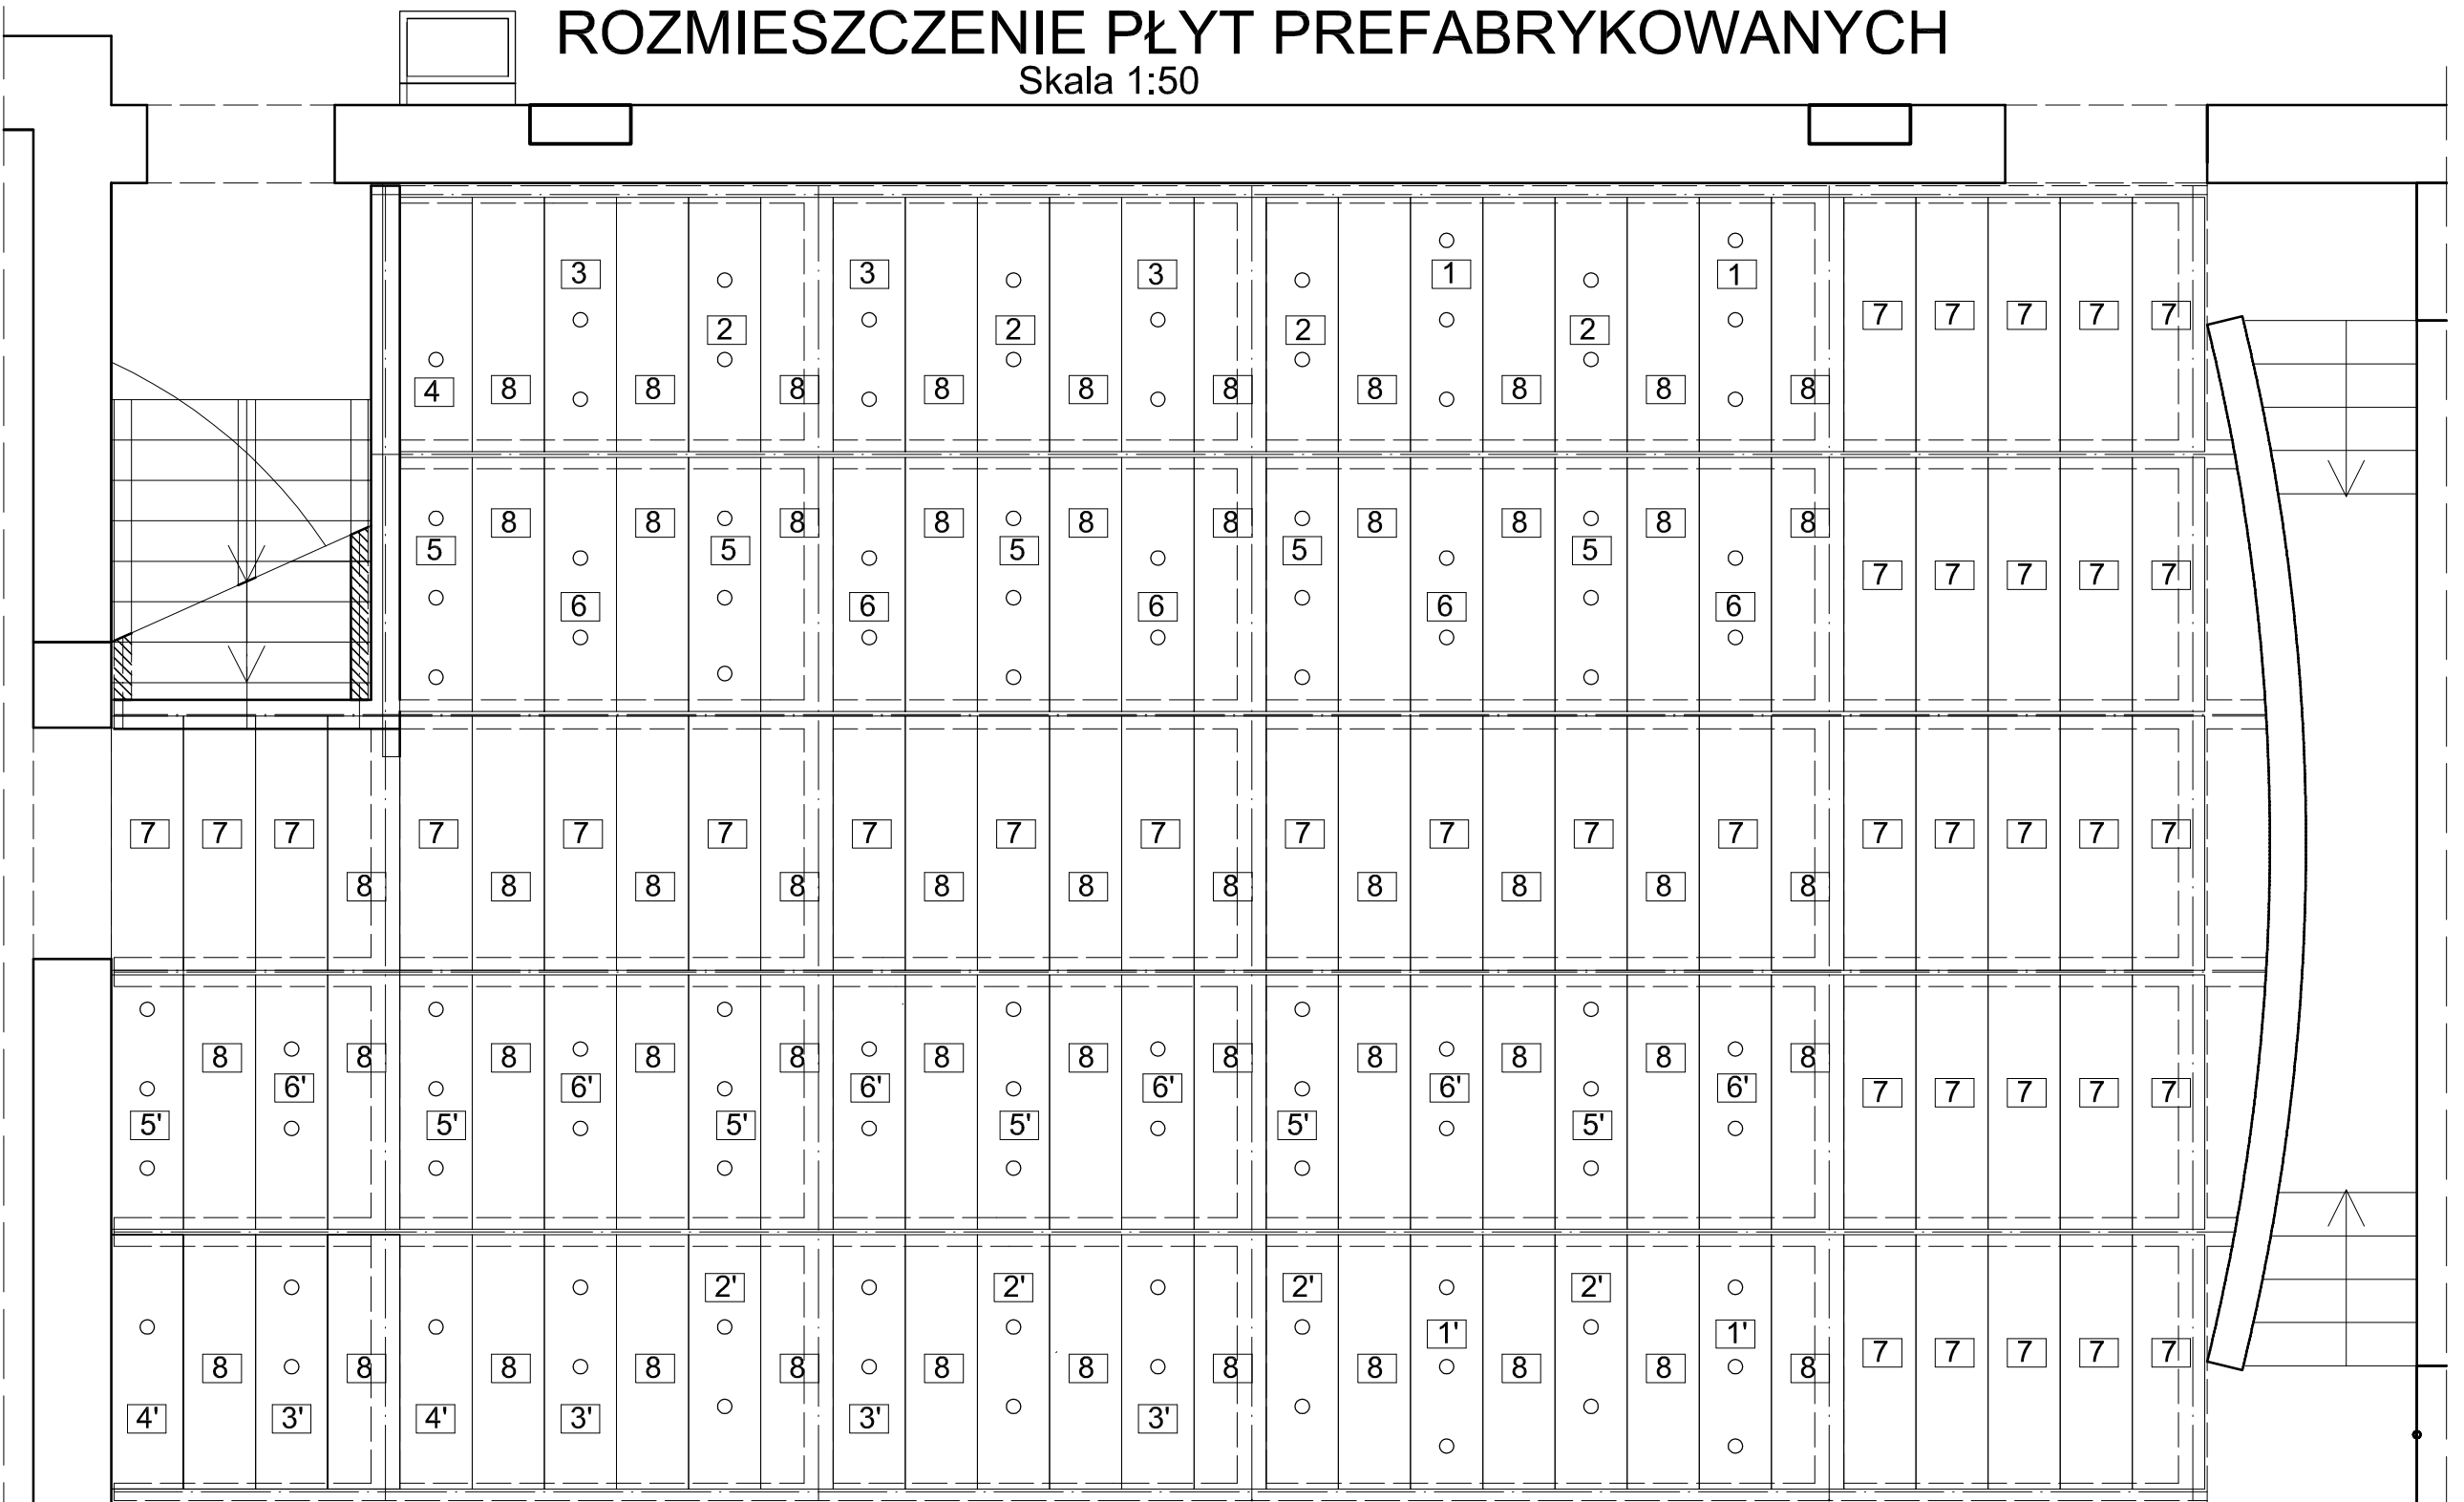 ROZMIESZCZENIE PŁYT PREFABRYKOWANYCH
Skala 1:50
3 3 3 1 1
2 2 2 2
7 7 7 7 7
4 8 8 8 8 8 8 8 8 8 8
8 8 8 8 8 8 8 8 8 8
5 5 5 5 5
7 7 7 7 7
6 6 6 6 6
7 7 7 7 7 7 7 7 7 7 7 7 7 7 7 7 7 7
8 8 8 8 8 8 8 8 8 8 8
8 8 8 8 8 8 8 8 8 8 8 8
6' 6' 6' 6' 6' 6' 7 7 7 7 7
5' 5' 5' 5' 5' 5'
2' 2' 2' 2'
1' 1'
7 7 7 7 7
8 8 8 8 8 8 8 8 8 8 8 8
4' 3' 4' 3' 3' 3'